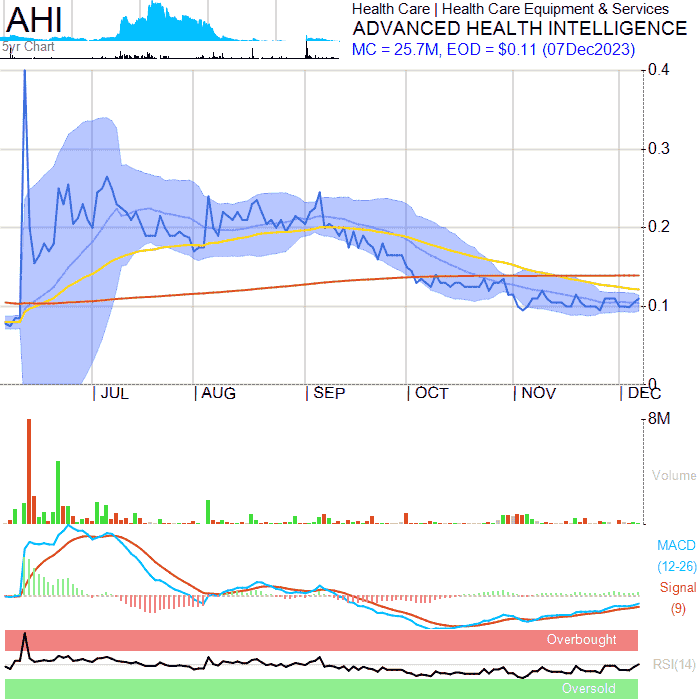 AHI
5yr Chart
Health Care | Health Care Equipment & Services
ADVANCED HEALTH INTELLIGENCE
MC = 25.7M, EOD = $0.11 (07Dec2023)
0.4
0.3
0.2
0.1
0
JUL AUG SEP OCT NOV DEC
8M
Volume
MACD
(12-26)
Signal
(9)
Overbought
RSI(14)
Oversold